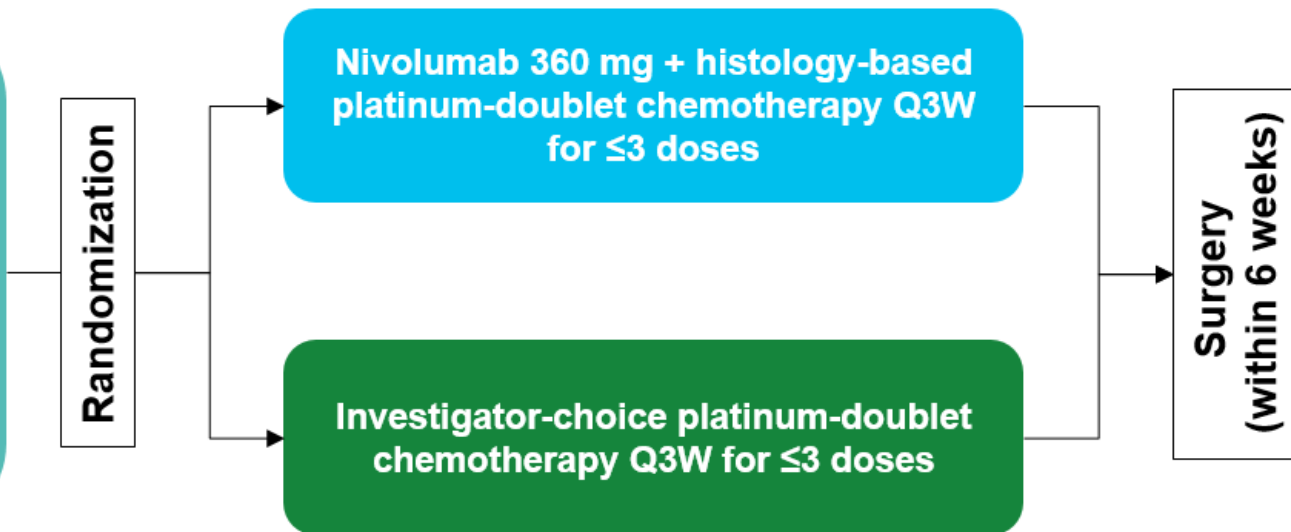 Randomization
Nivolumab 360 mg + histology-based
platinum-doublet chemotherapy Q3W
for ≤3 doses
Investigator-choice platinum-doublet
chemotherapy Q3W for ≤3 doses
Surgery
(within 6 weeks)